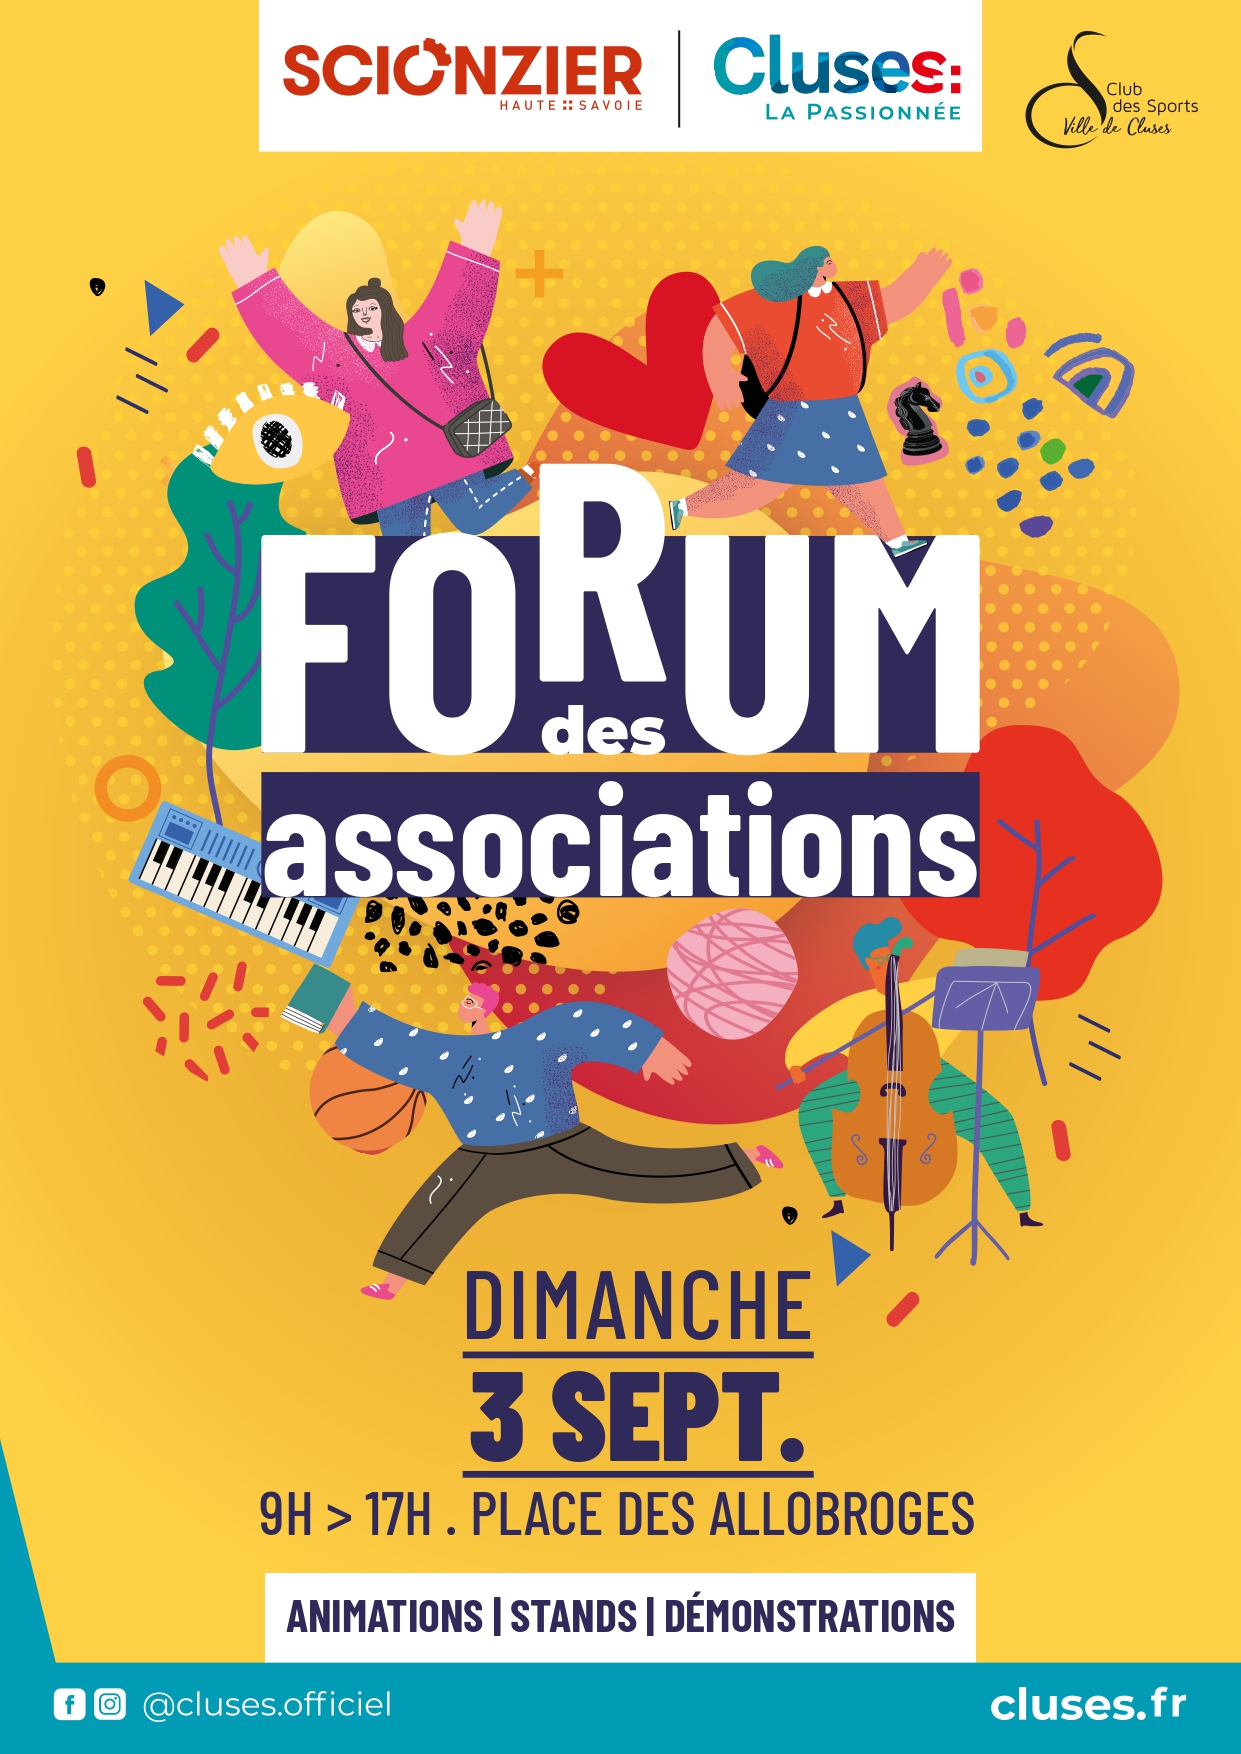 SCIONZIER
HAUTE SAVOIE
Cluses:
LA PASSIONNÉE
Club
des Sports
Ville de Cluses
FORUM
des
associations
DIMANCHE
3 SEPT.
9H > 17H . PLACE DES ALLOBROGES
ANIMATIONS | STANDS | DÉMONSTRATIONS
@cluses.officiel
cluses.fr